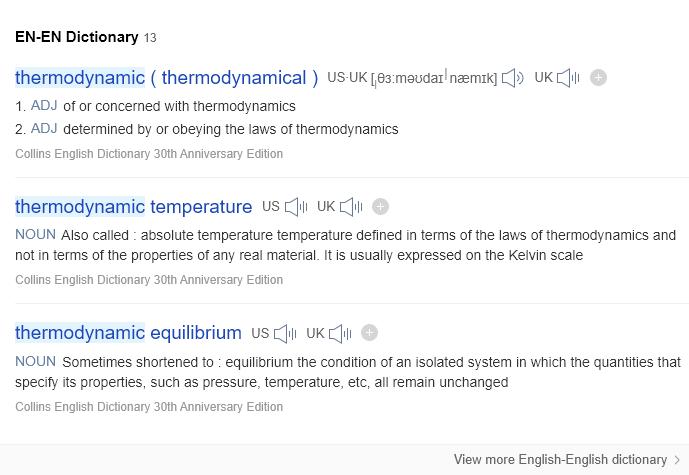 EN-EN Dictionary 13
thermodynamic ( thermodynamical ) US·UK [ˌθɜːməʊdaɪˈnæmɪk] UK
1. ADJ of or concerned with thermodynamics
2. ADJ determined by or obeying the laws of thermodynamics
Collins English Dictionary 30th Anniversary Edition
thermodynamic temperature US UK
NOUN Also called : absolute temperature temperature defined in terms of the laws of thermodynamics and
not in terms of the properties of any real material. It is usually expressed on the Kelvin scale
Collins English Dictionary 30th Anniversary Edition
thermodynamic equilibrium US UK
NOUN Sometimes shortened to : equilibrium the condition of an isolated system in which the quantities that
specify its properties, such as pressure, temperature, etc, all remain unchanged
Collins English Dictionary 30th Anniversary Edition
View more English-English dictionary >